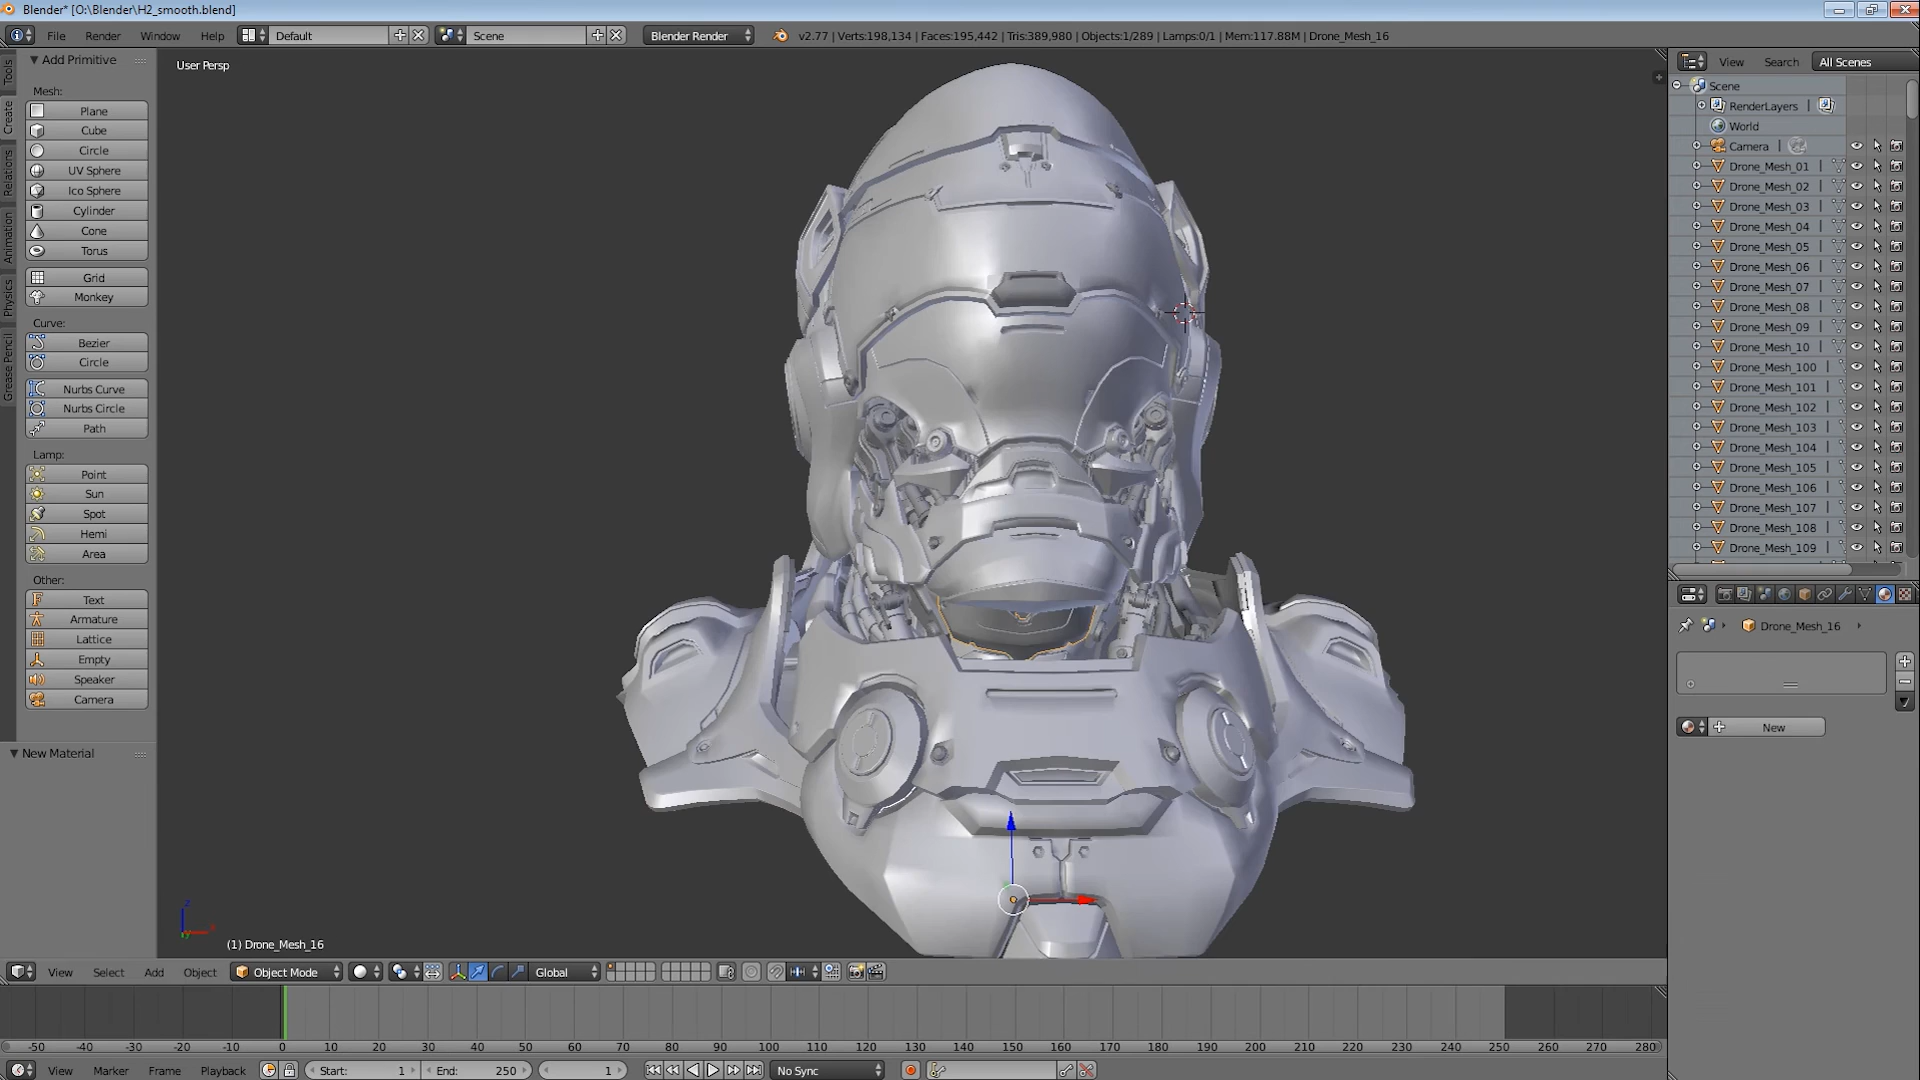 Blender* [O:\Blender\H2_smooth.blend]
File Render Window Help Default Scene Blender Render v2.77 | Verts:198,134 | Faces:195,442 | Tris:389,980 | Objects:1/289 | Lamps:0/1 | Mem:117.88M | Drone_Mesh_16
Tools
Create
Relations
Animation
Physics
Grease Pencil
Add Primitive
Mesh:
Plane
Cube
Circle
UV Sphere
Ico Sphere
Cylinder
Cone
Torus
Grid
Monkey
Curve:
Bezier
Circle
Nurbs Curve
Nurbs Circle
Path
Lamp:
Point
Sun
Spot
Hemi
Area
Other:
Text
Armature
Lattice
Empty
Speaker
Camera
New Material
User Persp
(1) Drone_Mesh_16
View Search All Scenes
Scene
RenderLayers
World
Camera
Drone_Mesh_01
Drone_Mesh_02
Drone_Mesh_03
Drone_Mesh_04
Drone_Mesh_05
Drone_Mesh_06
Drone_Mesh_07
Drone_Mesh_08
Drone_Mesh_09
Drone_Mesh_10
Drone_Mesh_100
Drone_Mesh_101
Drone_Mesh_102
Drone_Mesh_103
Drone_Mesh_104
Drone_Mesh_105
Drone_Mesh_106
Drone_Mesh_107
Drone_Mesh_108
Drone_Mesh_109
Drone_Mesh_16
New
View Select Add Object Object Mode Global
-50 -40 -30 -20 -10 0 10 20 30 40 50 60 70 80 90 100 110 120 130 140 150 160 170 180 190 200 210 220 230 240 250 260 270 280
View Marker Frame Playback Start: 1 End: 250 1 No Sync